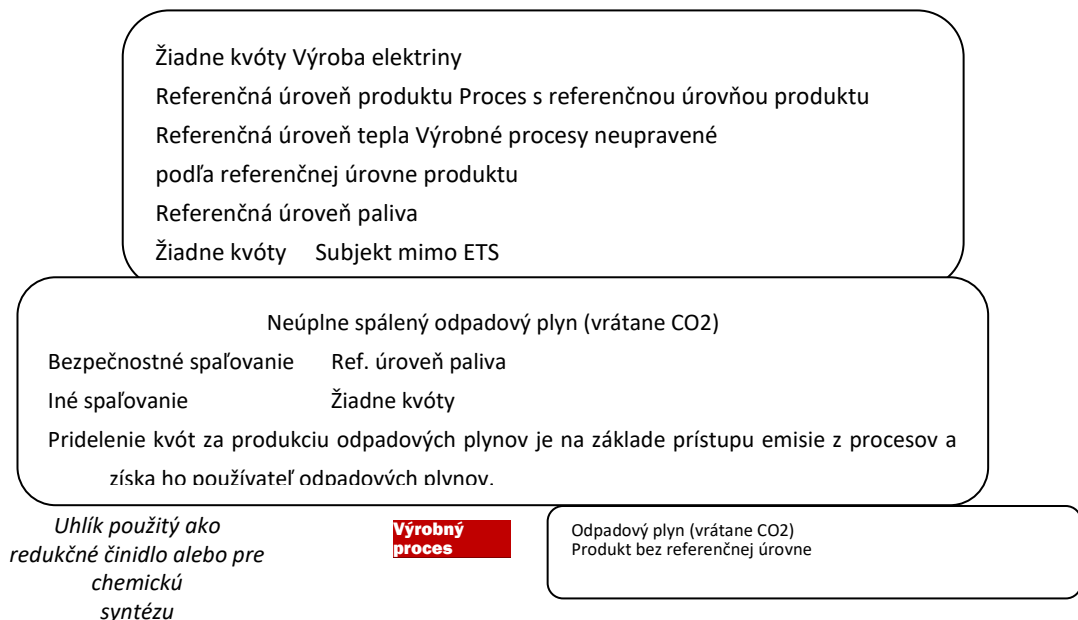 Žiadne kvóty Výroba elektriny
Referenčná úroveň produktu Proces s referenčnou úrovňou produktu
Referenčná úroveň tepla Výrobné procesy neupravené
podľa referenčnej úrovne produktu
Referenčná úroveň paliva
Žiadne kvóty Subjekt mimo ETS
Neúplne spálený odpadový plyn (vrátane CO2)
Bezpečnostné spaľovanie Ref. úroveň paliva
Iné spaľovanie Žiadne kvóty
Pridelenie kvót za produkciu odpadových plynov je na základe prístupu emisie z procesov a
získa ho používateľ odpadových plynov.
Uhlík použitý ako
redukčné činidlo alebo pre
chemickú
syntézu
Výrobný
proces
Odpadový plyn (vrátane CO2)
Produkt bez referenčnej úrovne